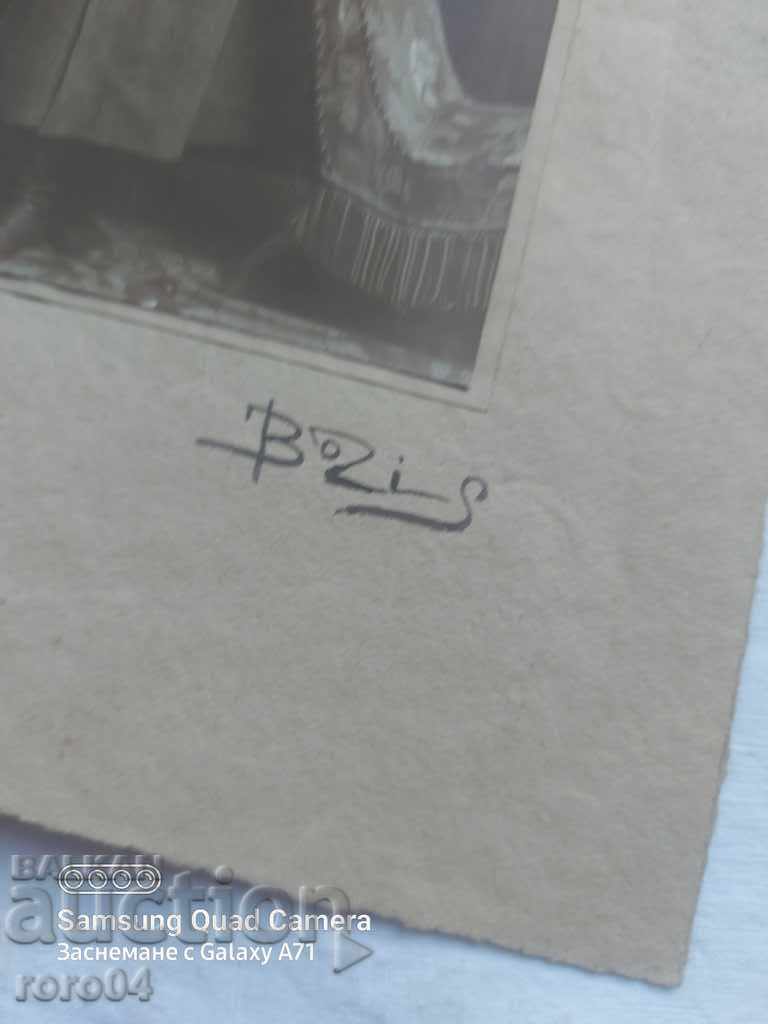 BORIS
BALKAN
auction
Samsung Quad Camera
Заснемане с Galaxy A71
roro04